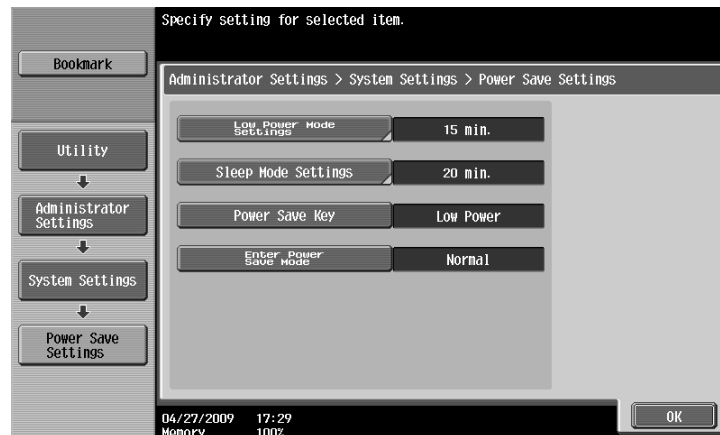 Specify setting for selected item.
Bookmark
Administrator Settings > System Settings > Power Save Settings
Low Power Mode
Settings
15 min.
Utility
Sleep Mode Settings
20 min.
Administrator
Settings
Power Save Key
Low Power
Enter Power
Save Mode
Normal
System Settings
Power Save
Settings
OK
04/27/2009 17:29
Memory 100%